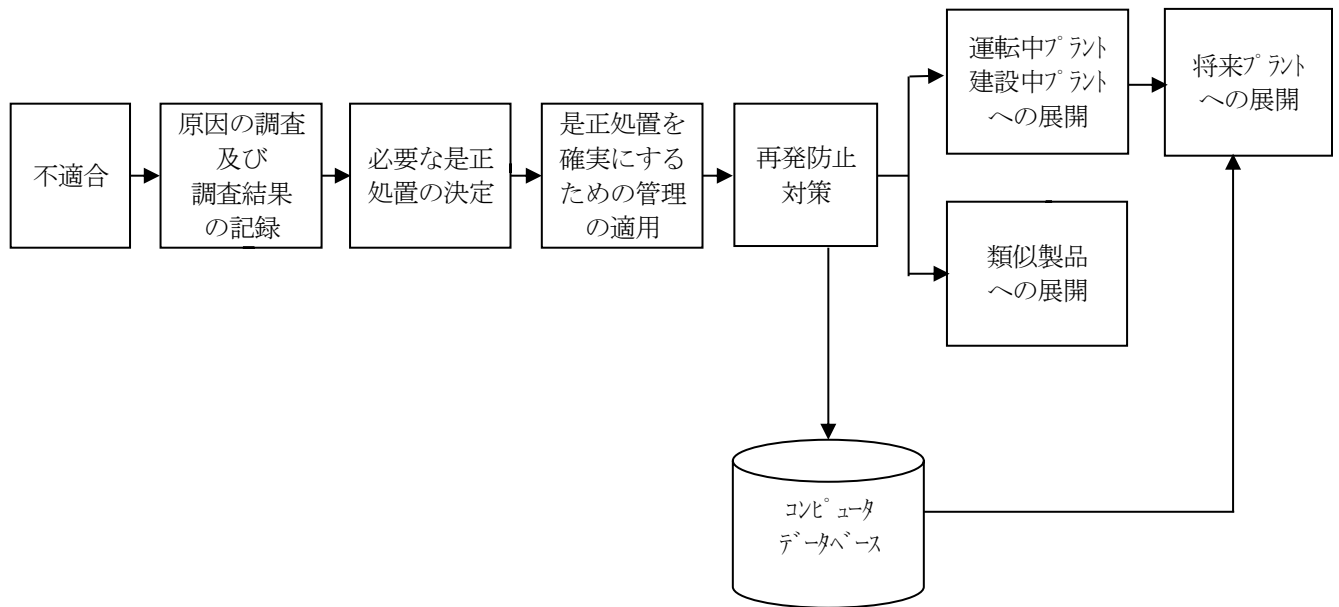 不適合
原因の調査
及び
調査結果
の記録
必要な是正
処置の決定
是正処置を
確実にする
ための管理
の適用
再発防止
対策
運転中プラント
建設中プラント
への展開
将来プラント
への展開
類似製品
への展開
コンピュータ
データベース